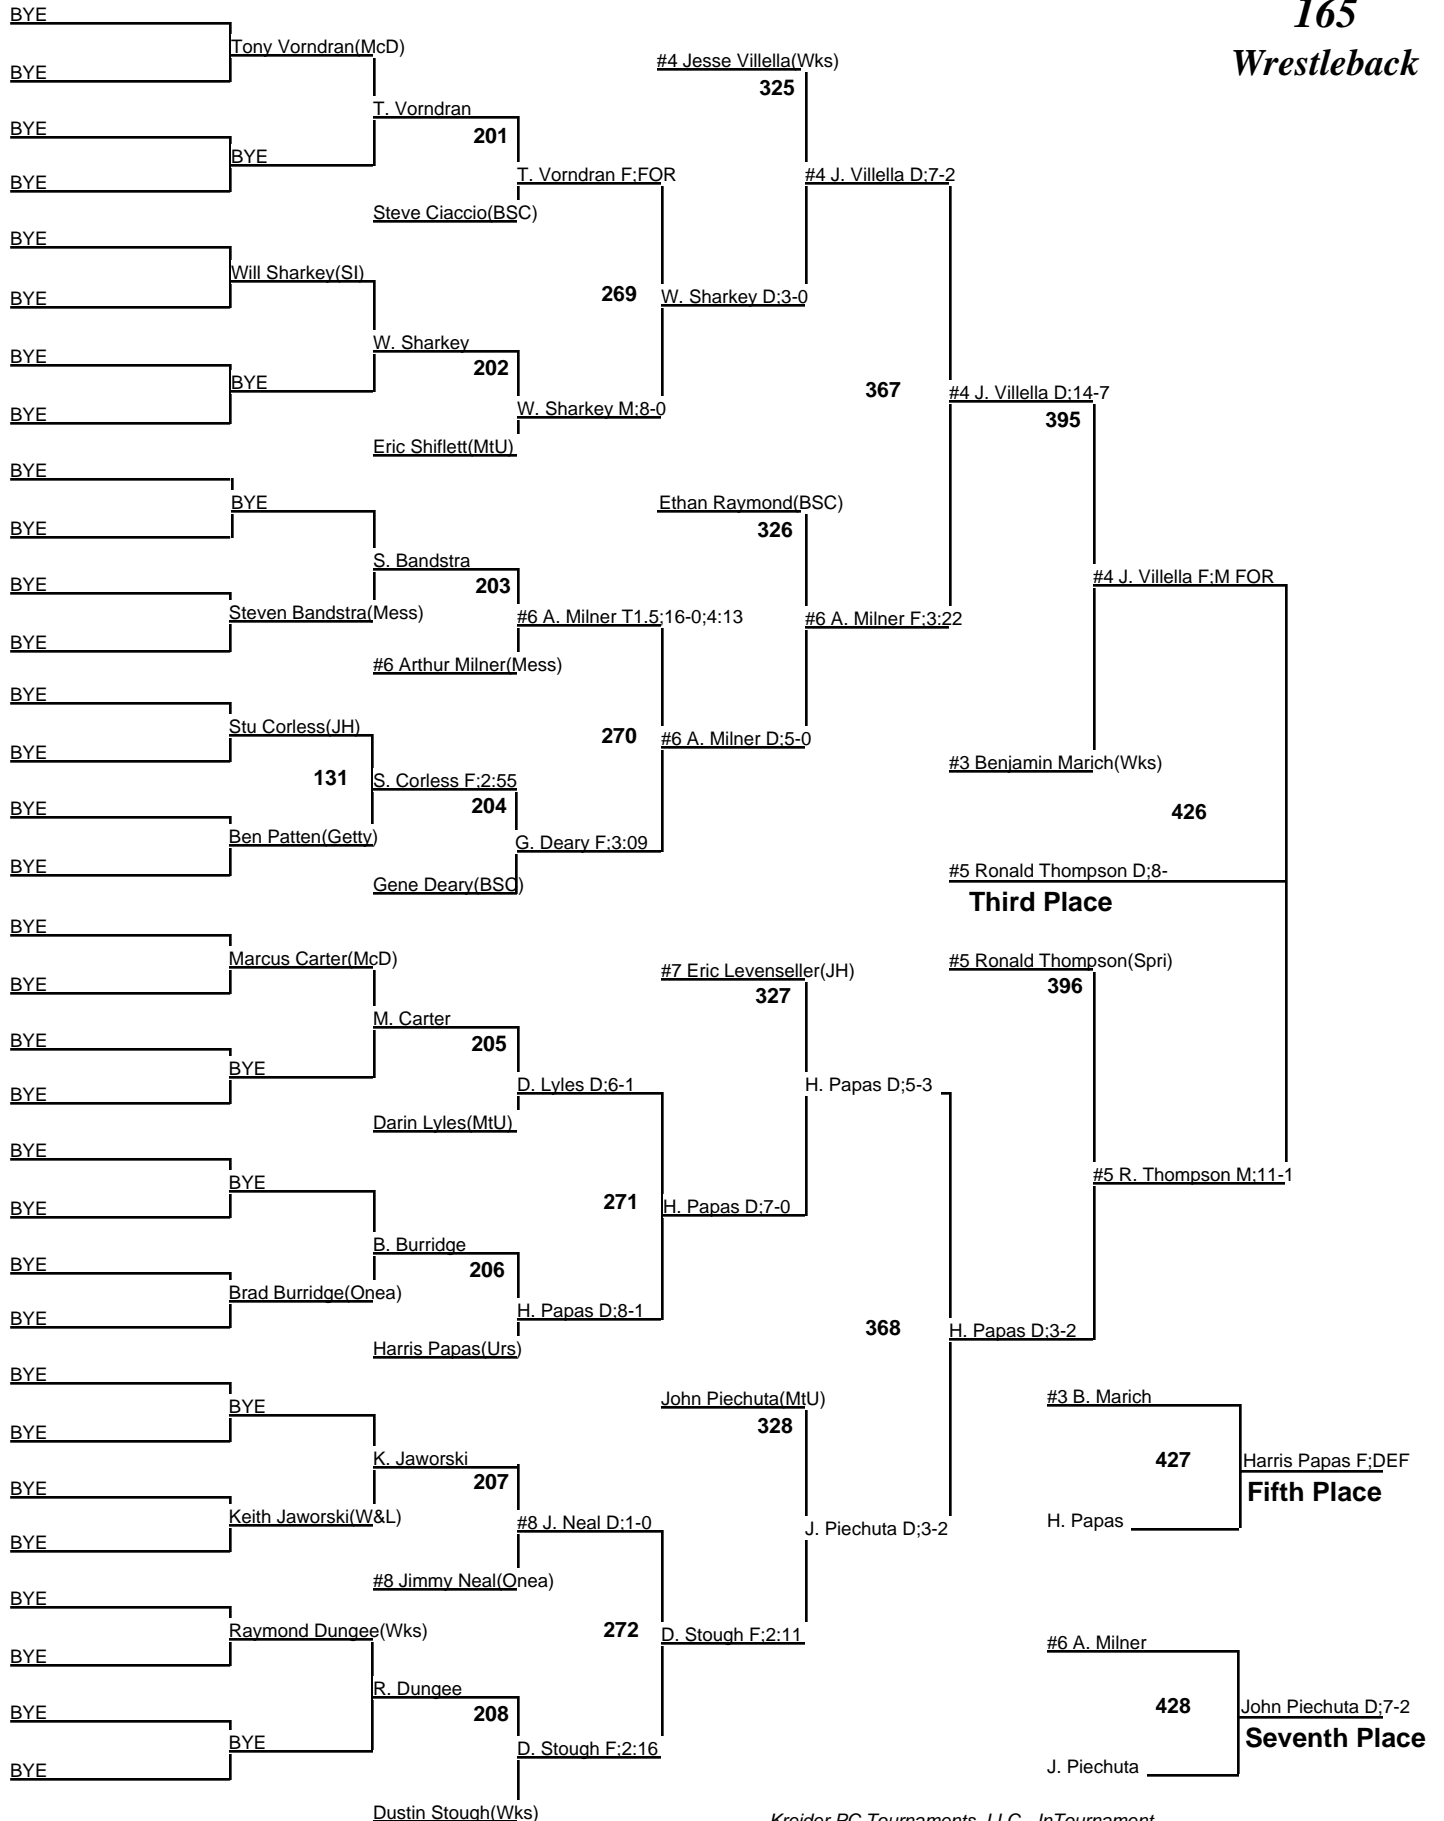 165
Wrestleback
BYE
Tony Vorndran(McD)
#4 Jesse Villella(Wks)
BYE
325
T. Vorndran
BYE
201
BYE
T. Vorndran F;FOR
#4 J. Villella D;7-2
BYE
Steve Ciaccio(BSC)
BYE
Will Sharkey(SI)
269
W. Sharkey D;3-0
BYE
W. Sharkey
BYE
202
BYE
367
#4 J. Villella D;14-7
W. Sharkey M;8-0
BYE
395
Eric Shiflett(MtU)
BYE
BYE
Ethan Raymond(BSC)
BYE
326
S. Bandstra
#4 J. Villella F;M FOR
BYE
203
Steven Bandstra(Mess)
#6 A. Milner T1.5;16-0;4:13
#6 A. Milner F;3:22
BYE
#6 Arthur Milner(Mess)
BYE
Stu Corless(JH)
270
#6 A. Milner D;5-0
BYE
#3 Benjamin Marich(Wks)
131
S. Corless F;2:55
BYE
204
426
Ben Patten(Getty)
G. Deary F;3:09
BYE
#5 Ronald Thompson D;8-
Gene Deary(BSC)
Third Place
BYE
Marcus Carter(McD)
#7 Eric Levenseller(JH)
#5 Ronald Thompson(Spri)
BYE
327
396
M. Carter
BYE
205
BYE
D. Lyles D;6-1
H. Papas D;5-3
BYE
Darin Lyles(MtU)
BYE
BYE
#5 R. Thompson M;11-1
BYE
271
H. Papas D;7-0
B. Burridge
BYE
206
Brad Burridge(Onea)
H. Papas D;8-1
BYE
368
H. Papas D;3-2
Harris Papas(Urs)
BYE
BYE
John Piechuta(MtU)
#3 B. Marich
BYE
328
K. Jaworski
427
Harris Papas F;DEF
BYE
207
Fifth Place
Keith Jaworski(W&L)
#8 J. Neal D;1-0
J. Piechuta D;3-2
H. Papas
BYE
#8 Jimmy Neal(Onea)
BYE
Raymond Dungee(Wks)
272
D. Stough F;2:11
#6 A. Milner
BYE
R. Dungee
BYE
208
428
John Piechuta D;7-2
BYE
D. Stough F;2:16
Seventh Place
BYE
J. Piechuta
Dustin Stough(Wks)
Kreider PC Tournaments, LLC - InTournament